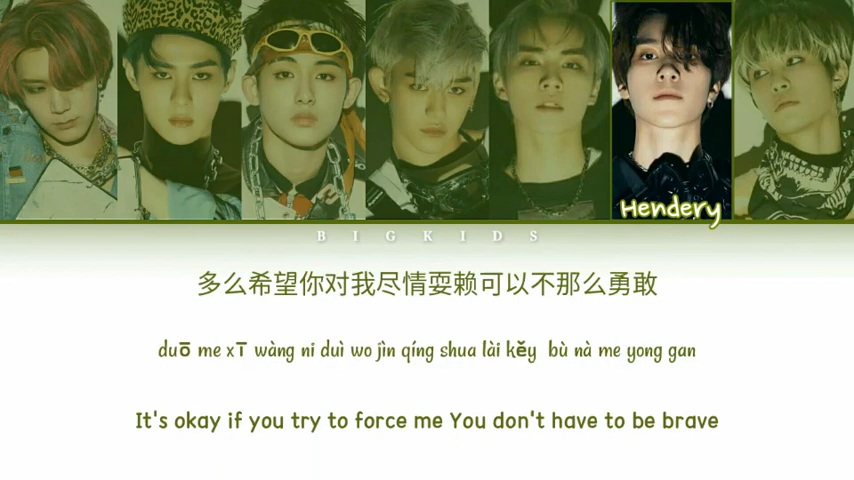 Hendery
BIGKIDS
多么希望你对我尽情耍赖可以不那么勇敢
duō me xī wàng ni duì wo jìn qíng shua lài kěy bù nà me yong gan
It's okay if you try to force me You don't have to be brave